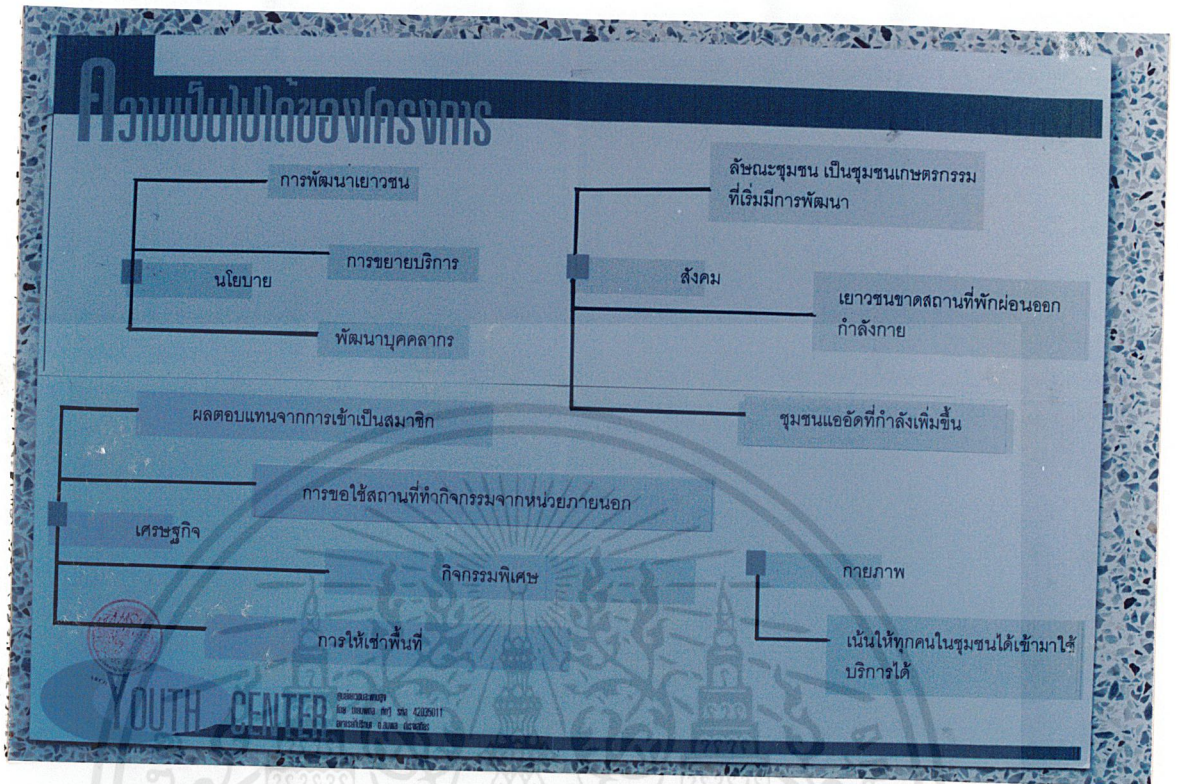 ความเป็นไปได้ของโครงการ
การพัฒนาเยาวชน
การขยายบริการ
นโยบาย
พัฒนาบุคคลากร
ลัษณะชุมชน เป็นชุมชนเกษตรกรรม
ที่เริ่มมีการพัฒนา
สังคม
เยาวชนขาดสถานที่พักผ่อนออก
กำลังกาย
ชุมชนแออัดที่กำลังเพิ่มขึ้น
ผลตอบแทนจากการเข้าเป็นสมาชิก
การขอใช้สถานที่ทำกิจกรรมจากหน่วยภายนอก
เศรษฐกิจ
กิจกรรมพิเศษ
การให้เช่าพื้นที่
กายภาพ
เน้นให้ทุกคนในชุมชนได้เข้ามาใช้
บริการได้
YOUTH CENTER
42035011